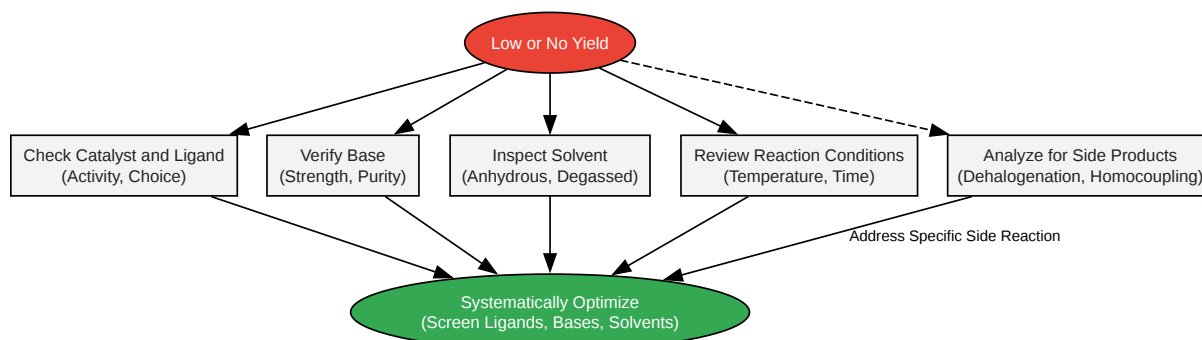 Low or No Yield
Check Catalyst and Ligand
(Activity, Choice)
Verify Base
(Strength, Purity)
Inspect Solvent
(Anhydrous, Degassed)
Review Reaction Conditions
(Temperature, Time)
Analyze for Side Products
(Dehalogenation, Homocoupling)
Address Specific Side Reaction
Systematically Optimize
(Screen Ligands, Bases, Solvents)